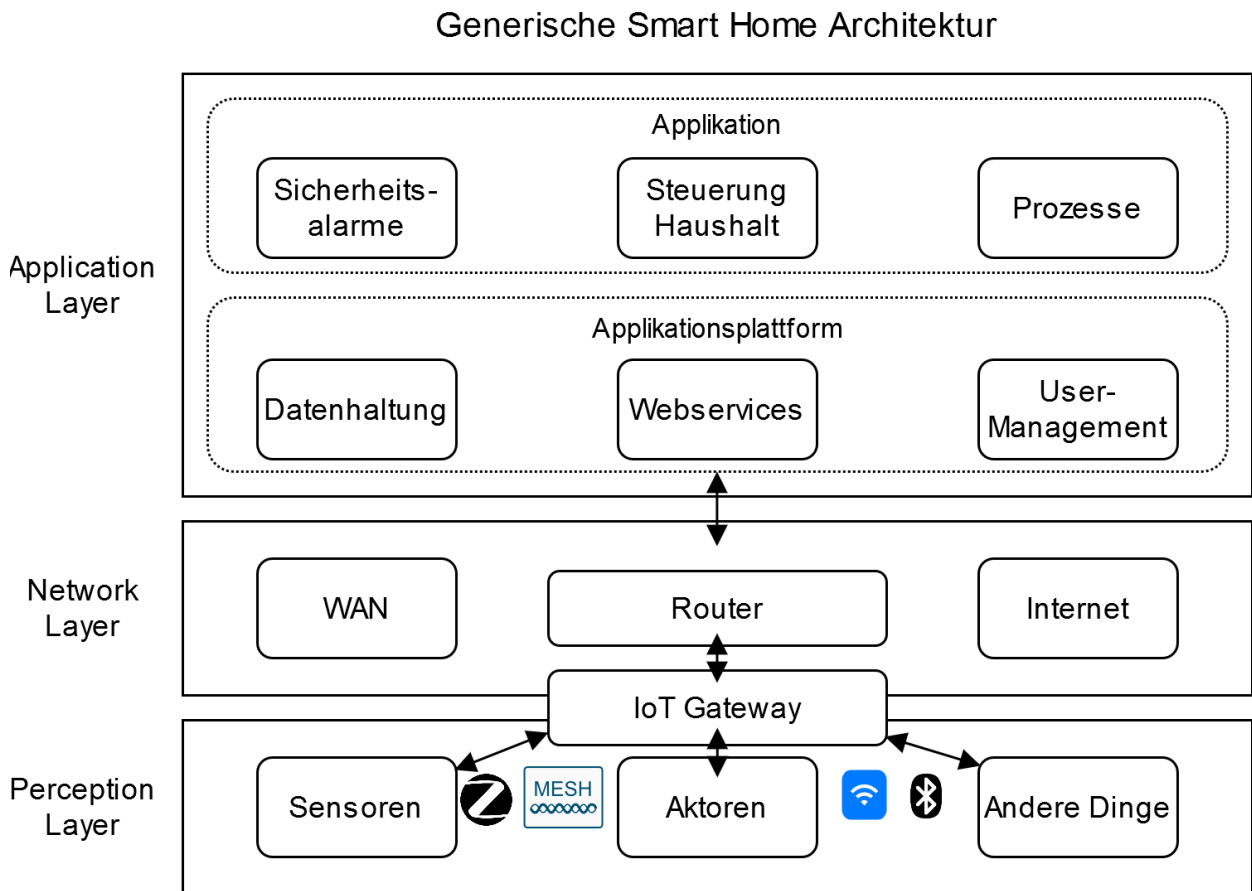 Generische Smart Home Architektur
Applikation
Sicherheits-
alarme
Steuerung
Haushalt
Prozesse
Application
Layer
Applikationsplattform
Datenhaltung
Webservices
User-
Management
Network
Layer
WAN
Router
Internet
IoT Gateway
Perception
Layer
Sensoren
MESH
Aktoren
Andere Dinge